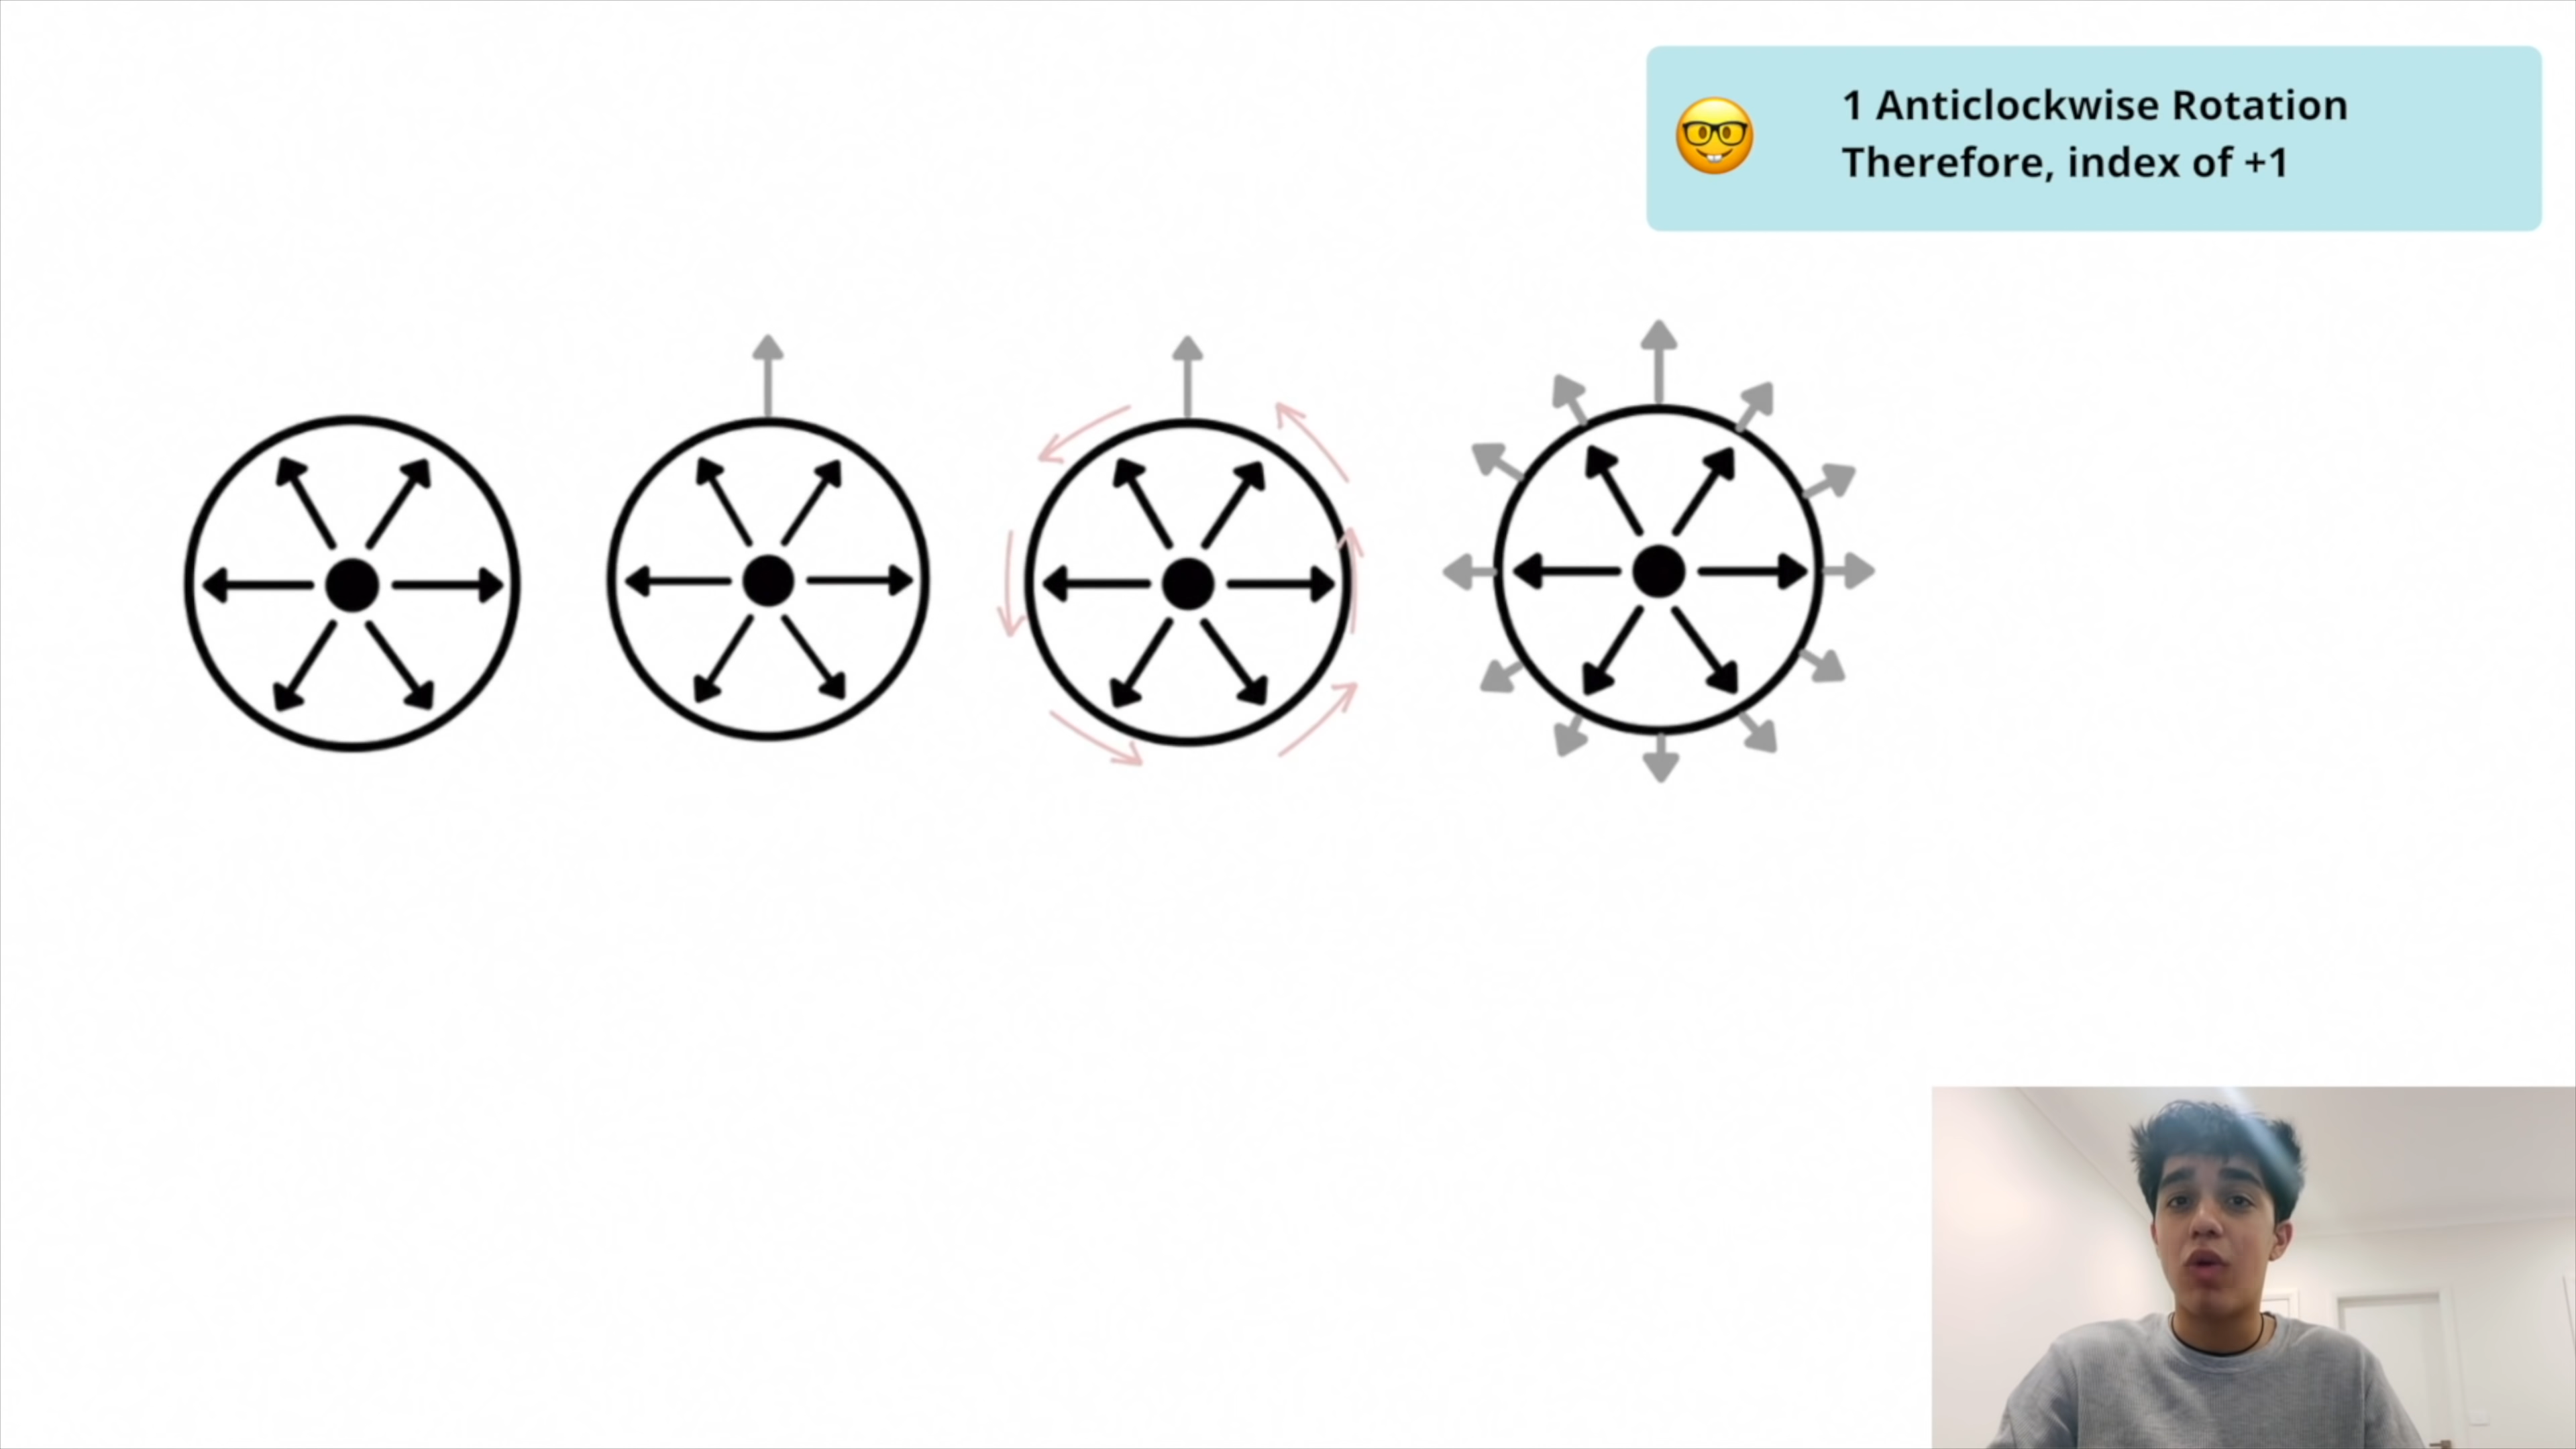 1 Anticlockwise Rotation
Therefore, index of +1